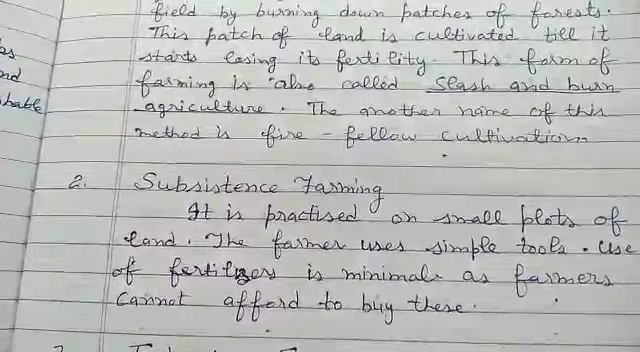 field by burning down patches of forests.
This patch of land is cultivated till it
starts losing its fertility. This form of
farming is also called Slash and burn
agriculture. The another name of this
method is fire - fellow cultivation
2. Subsistence Farming
It is practised on small plots of
land. The farmer uses simple tools. Use
of fertilizers is minimal as farmers
cannot afford to buy these.